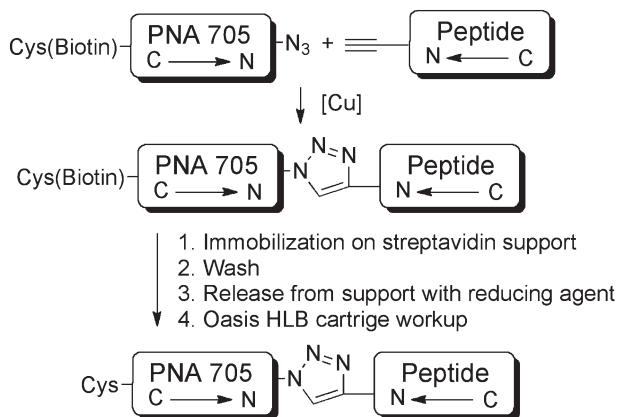 Cys(Biotin) PNA 705 C N N3 + Peptide N C
[Cu]
Cys(Biotin) PNA 705 C N N N N Peptide N C
1. Immobilization on streptavidin support
2. Wash
3. Release from support with reducing agent
4. Oasis HLB cartrige workup
Cys PNA 705 C N N N N Peptide N C